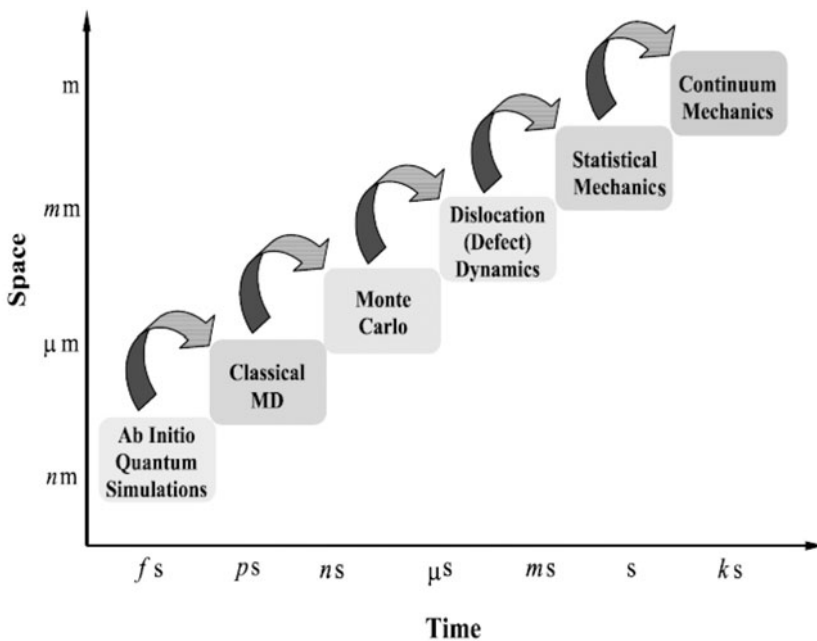 m
Continuum
Mechanics
Statistical
Mechanics
mm
Dislocation
(Defect)
Dynamics
Space
Monte
Carlo
μm
Classical
MD
Ab Initio
Quantum
Simulations
nm
fs ps ns μs ms s ks
Time